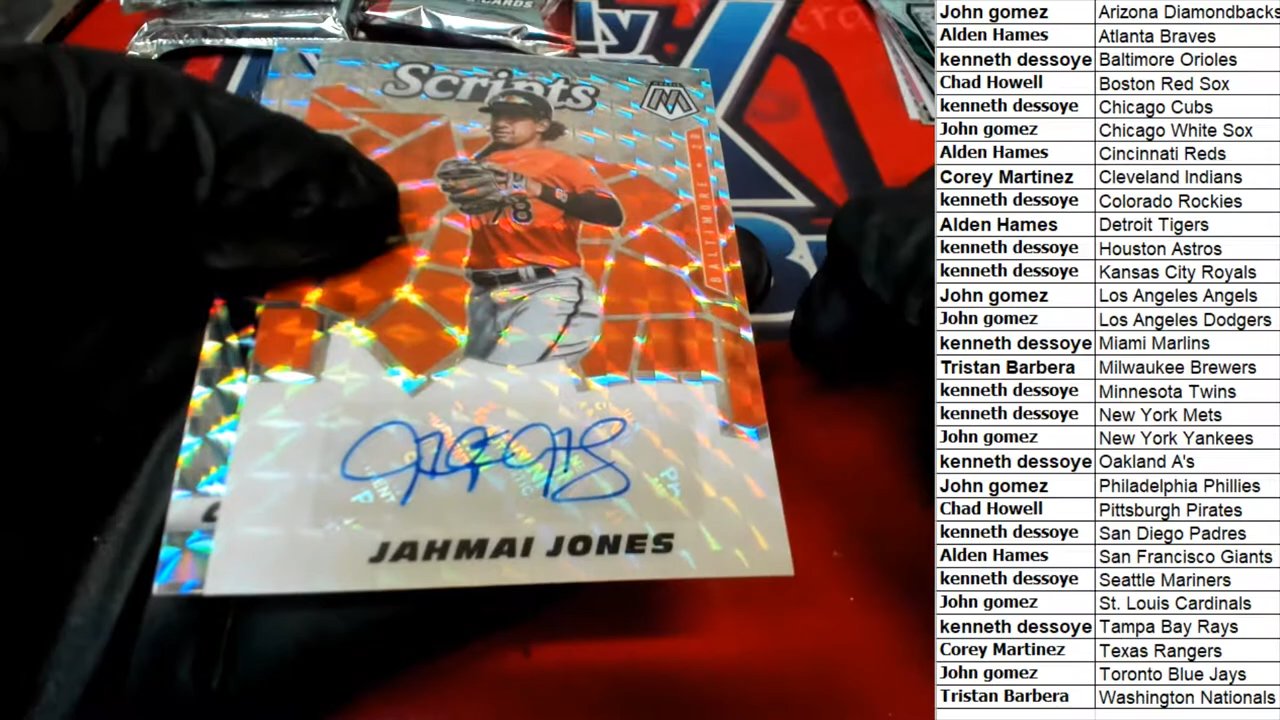 CARDS
ly
Scripts
M
BALTIMORE
JAHMAI JONES
John gomez Arizona Diamondbacks
Alden Hames Atlanta Braves
kenneth dessoye Baltimore Orioles
Chad Howell Boston Red Sox
kenneth dessoye Chicago Cubs
John gomez Chicago White Sox
Alden Hames Cincinnati Reds
Corey Martinez Cleveland Indians
kenneth dessoye Colorado Rockies
Alden Hames Detroit Tigers
kenneth dessoye Houston Astros
kenneth dessoye Kansas City Royals
John gomez Los Angeles Angels
John gomez Los Angeles Dodgers
kenneth dessoye Miami Marlins
Tristan Barbera Milwaukee Brewers
kenneth dessoye Minnesota Twins
kenneth dessoye New York Mets
John gomez New York Yankees
kenneth dessoye Oakland A's
John gomez Philadelphia Phillies
Chad Howell Pittsburgh Pirates
kenneth dessoye San Diego Padres
Alden Hames San Francisco Giants
kenneth dessoye Seattle Mariners
John gomez St. Louis Cardinals
kenneth dessoye Tampa Bay Rays
Corey Martinez Texas Rangers
John gomez Toronto Blue Jays
Tristan Barbera Washington Nationals